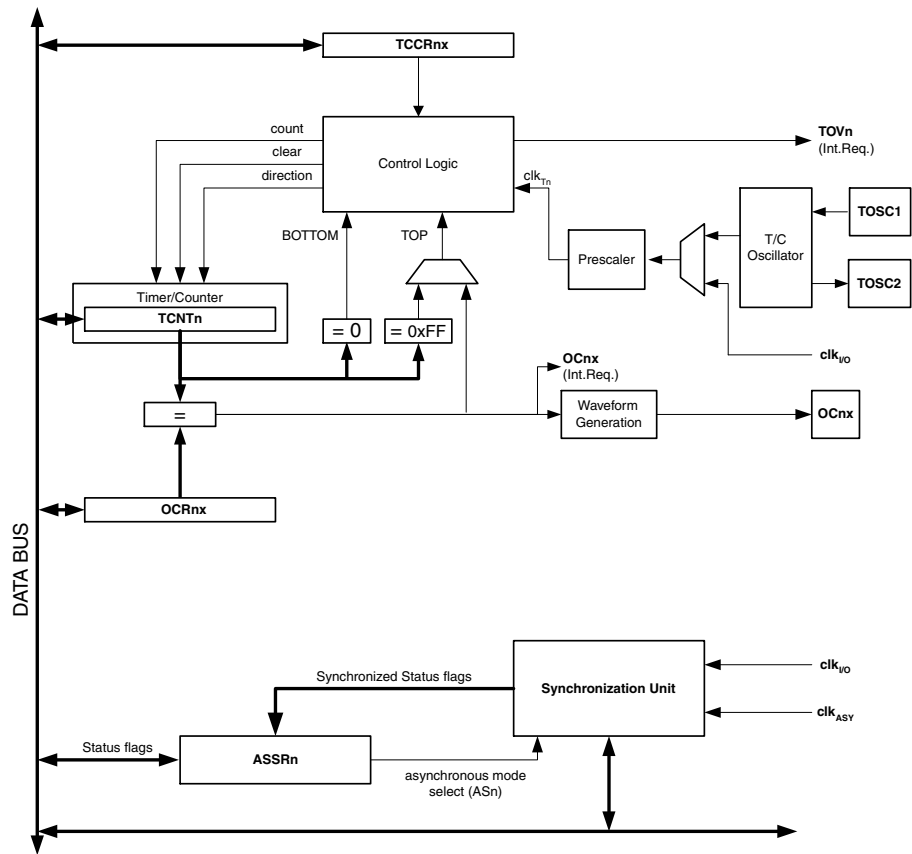 TCCRnx
count
clear
direction
Control Logic
TOVn
(Int.Req.)
clkTn
BOTTOM
TOP
TOSC1
T/C
Oscillator
Prescaler
TOSC2
Timer/Counter
TCNTn
= 0
= 0xFF
clkI/O
OCnx
(Int.Req.)
=
Waveform
Generation
OCnx
OCRnx
DATA BUS
Synchronized Status flags
Synchronization Unit
clkI/O
clkASY
Status flags
ASSRn
asynchronous mode
select (ASn)